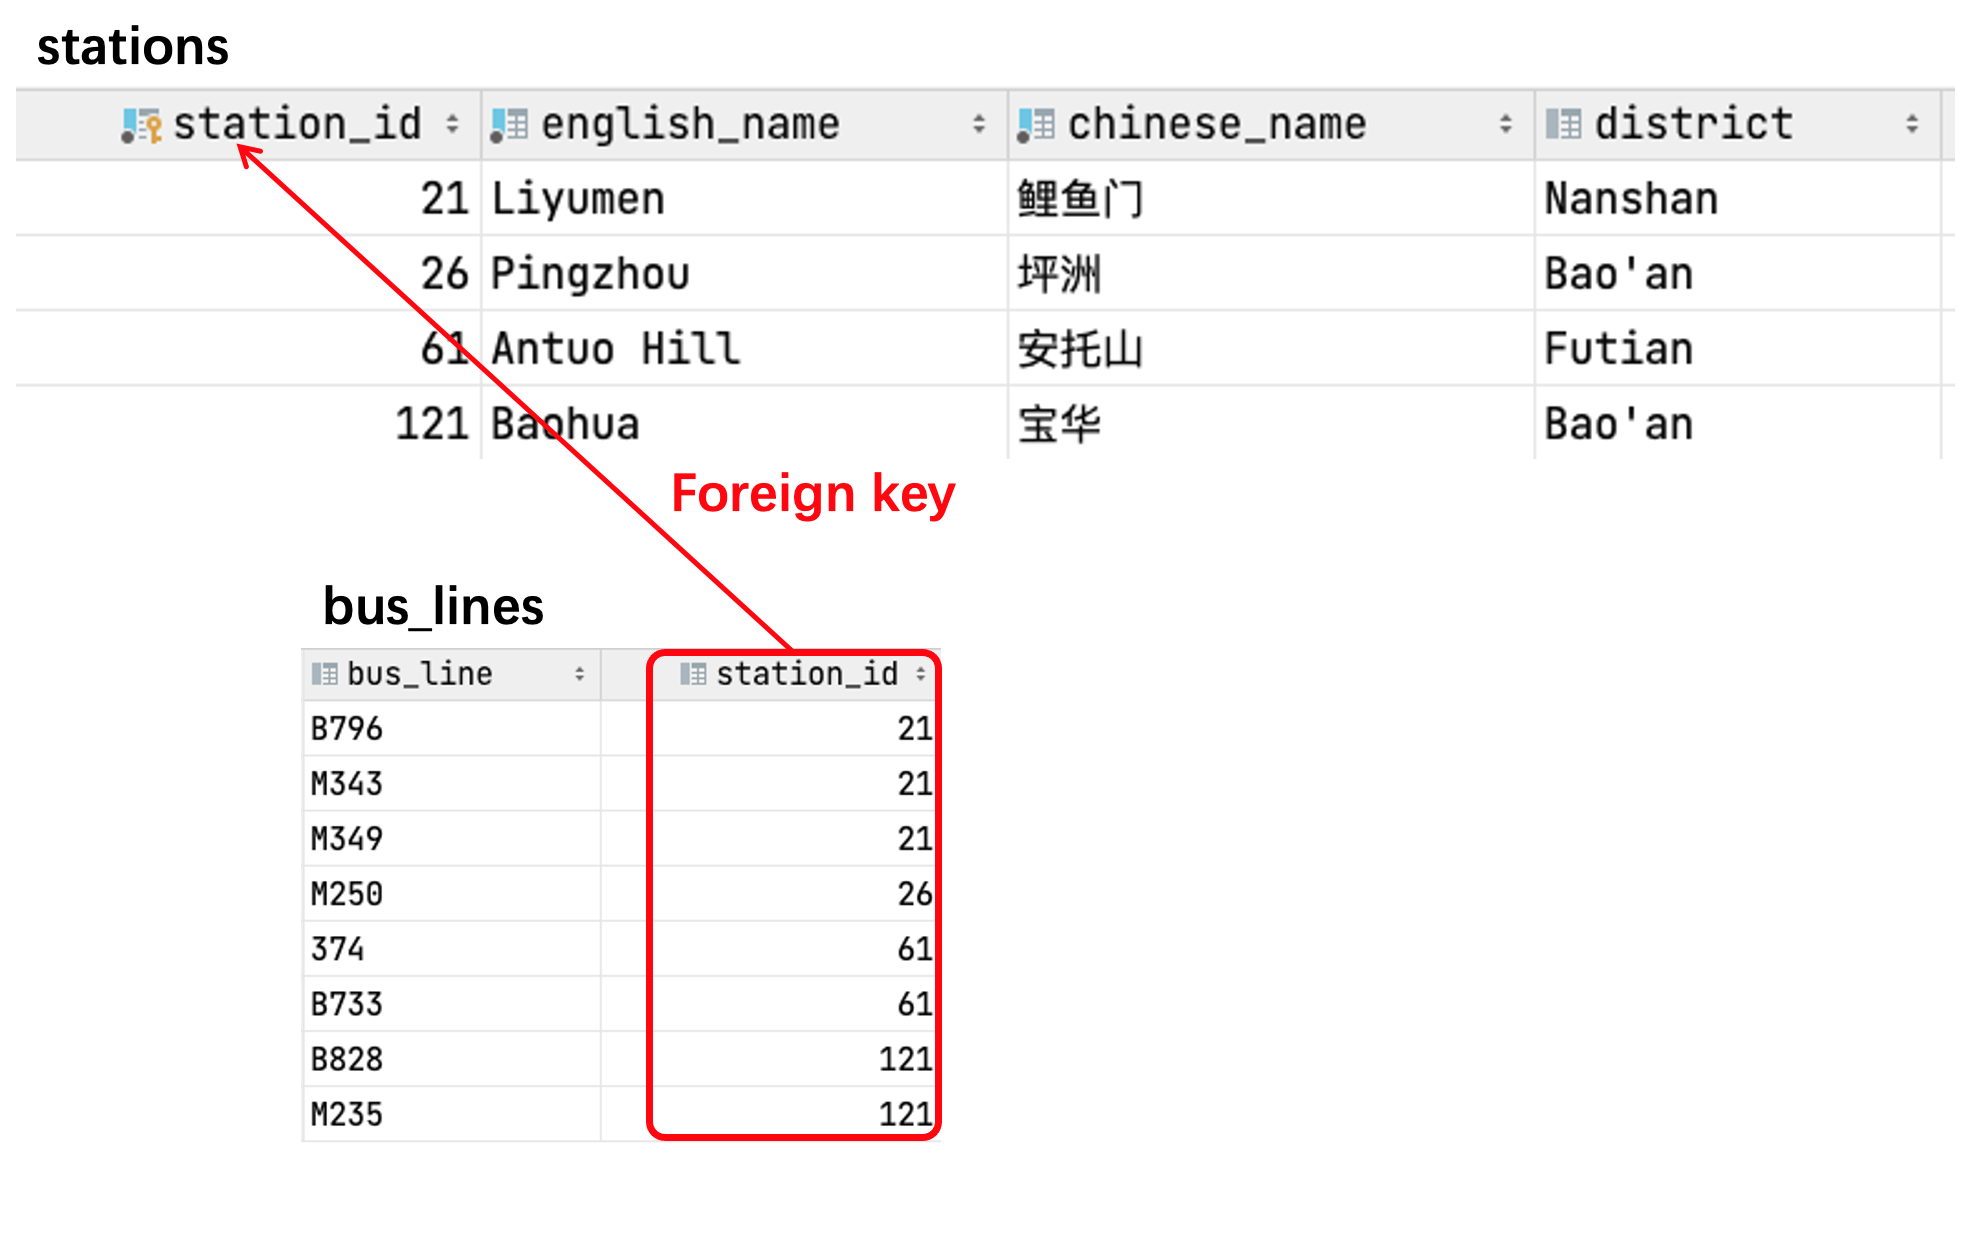 stations
station_id english_name chinese_name district
21 Liyumen 鲤鱼门 Nanshan
26 Pingzhou 坪洲 Bao'an
61 Antuo Hill 安托山 Futian
121 Baohua 宝华 Bao'an
Foreign key
bus_lines
bus_line station_id
B796 21
M343 21
M349 21
M250 26
374 61
B733 61
B828 121
M235 121